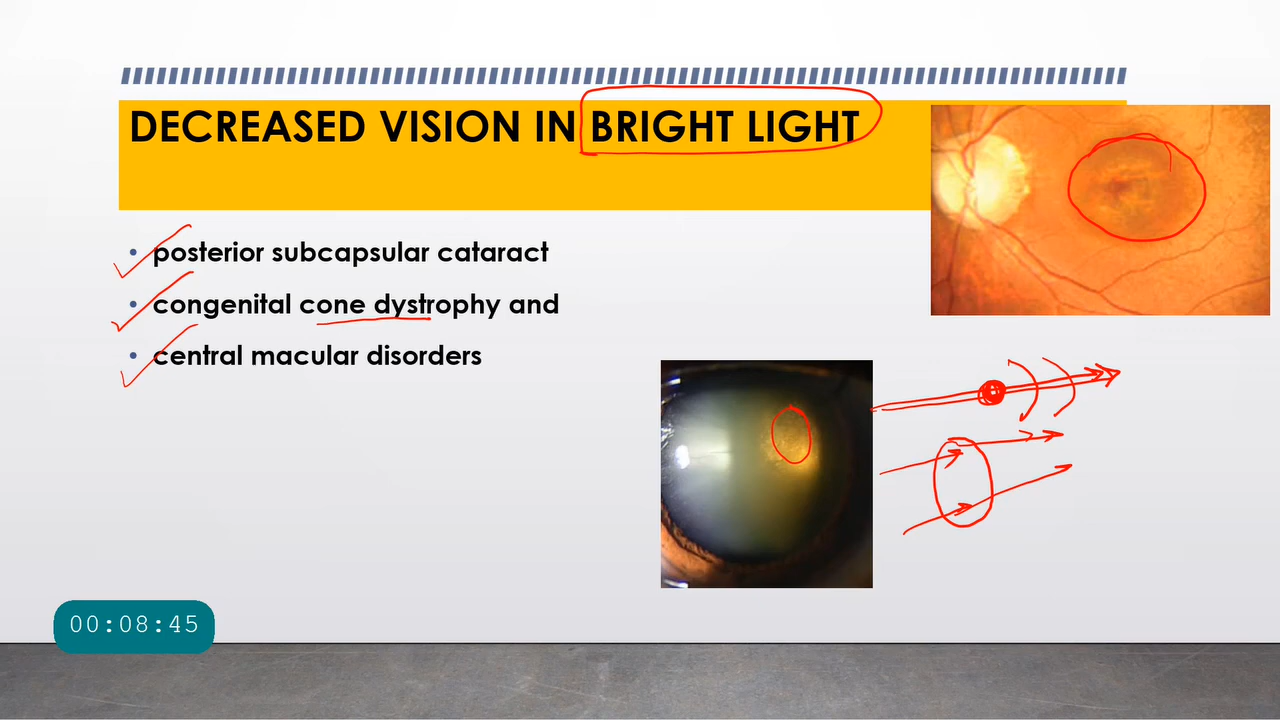 DECREASED VISION IN BRIGHT LIGHT
• posterior subcapsular cataract
• congenital cone dystrophy and
• central macular disorders
00:08:45